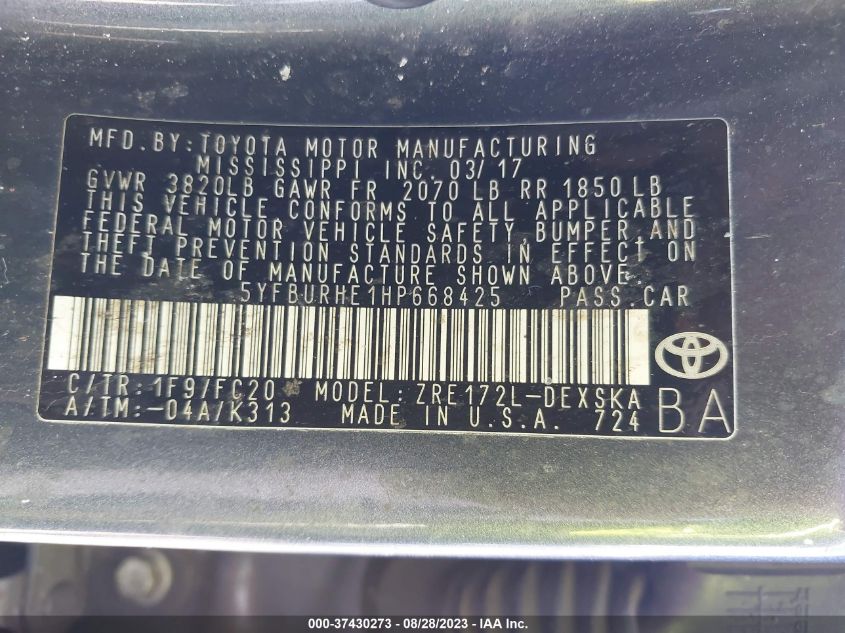 MFD. BY: TOYOTA MOTOR MANUFACTURING
MISSISSIPPI INC. 03/17
GVWR 3820LB GAWR FR 2070 LB RR 1850 LB
THIS VEHICLE CONFORMS TO ALL APPLICABLE
FEDERAL MOTOR VEHICLE SAFETY, BUMPER, AND
THEFT PREVENTION STANDARDS IN EFFECT ON
THE DATE OF MANUFACTURE SHOWN ABOVE.
5YFBURHE1HP668425 PASS. CAR
C/TR: 1F9/FC20 MODEL: ZRE172L-DEXSKA
A/TM: -04A/K313 MADE IN U.S.A. 724
BA
000-37430273 - 08/28/2023 - IAA Inc.